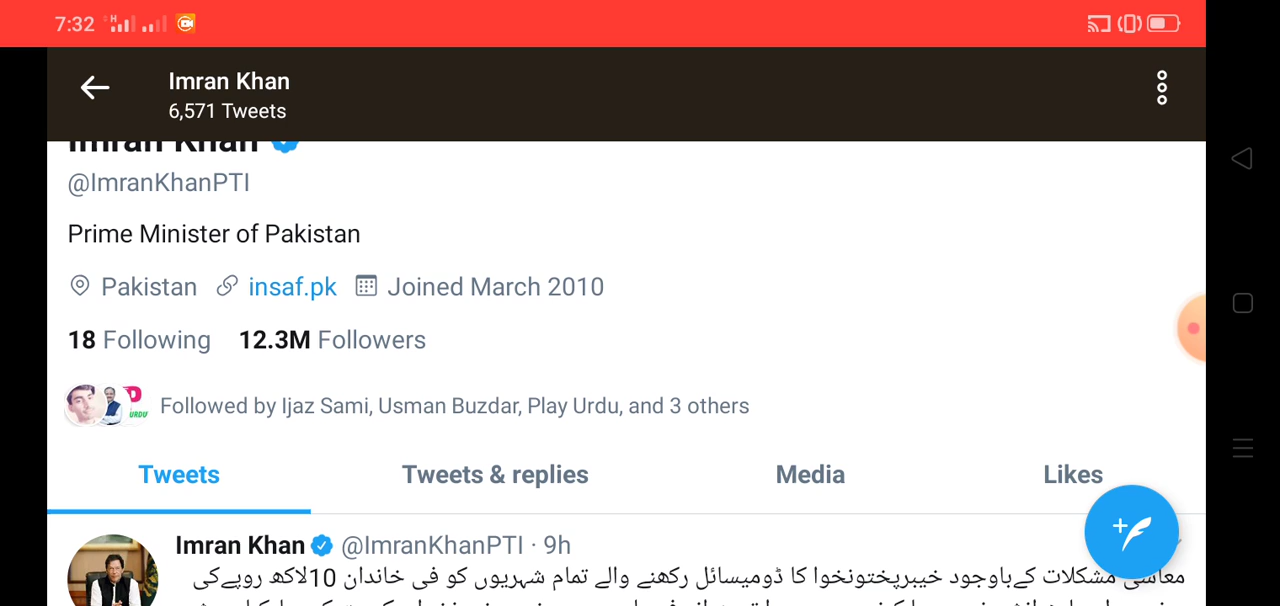 7:32
H
Imran Khan
6,571 Tweets
Imran Khan
@ImranKhanPTI
Prime Minister of Pakistan
Pakistan insaf.pk Joined March 2010
18 Following 12.3M Followers
URDU
Followed by Ijaz Sami, Usman Buzdar, Play Urdu, and 3 others
Tweets Tweets & replies Media Likes
Imran Khan @ImranKhanPTI · 9h
معاشی مشکلات کےباوجود خیبرپختونخوا کا ڈومیسائل رکھنے والے تمام شہریوں کو فی خاندان 10لاکھ روپےکی